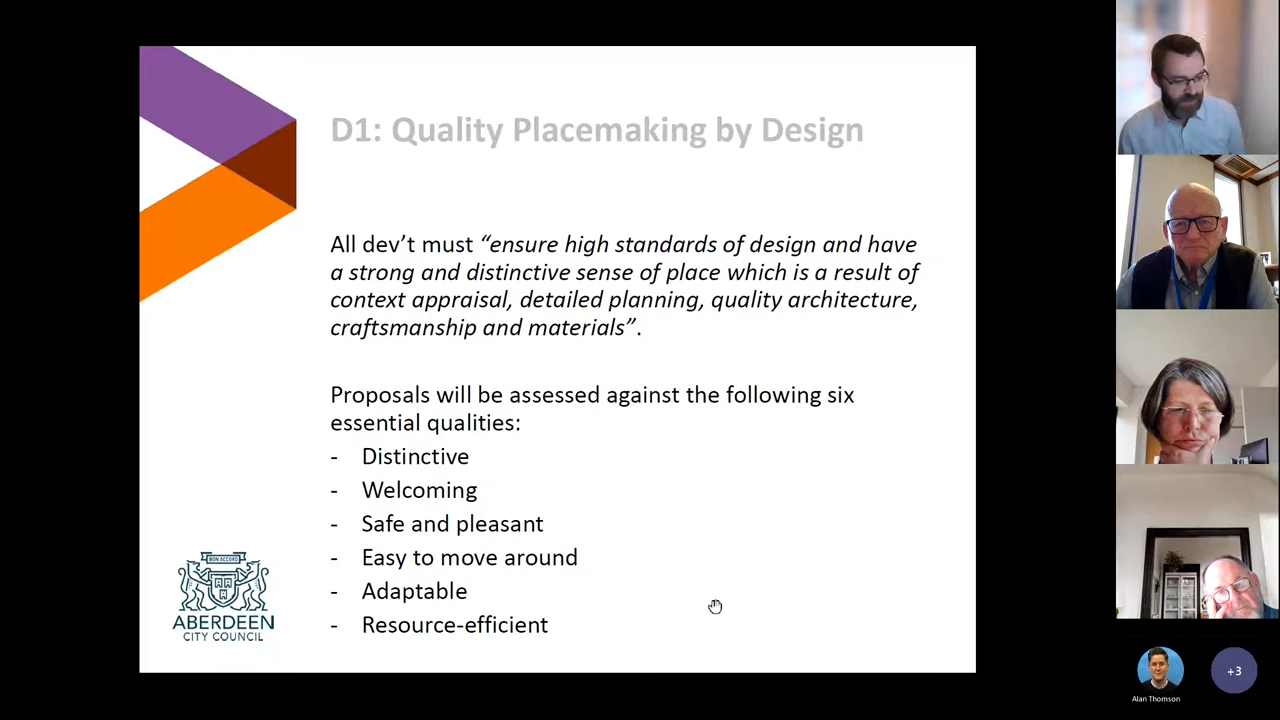 D1: Quality Placemaking by Design
All dev’t must “ensure high standards of design and have
a strong and distinctive sense of place which is a result of
context appraisal, detailed planning, quality architecture,
craftsmanship and materials”.
Proposals will be assessed against the following six
essential qualities:
- Distinctive
- Welcoming
- Safe and pleasant
- Easy to move around
- Adaptable
- Resource-efficient
BON ACCORD
ABERDEEN
CITY COUNCIL
Alan Thomson
+3